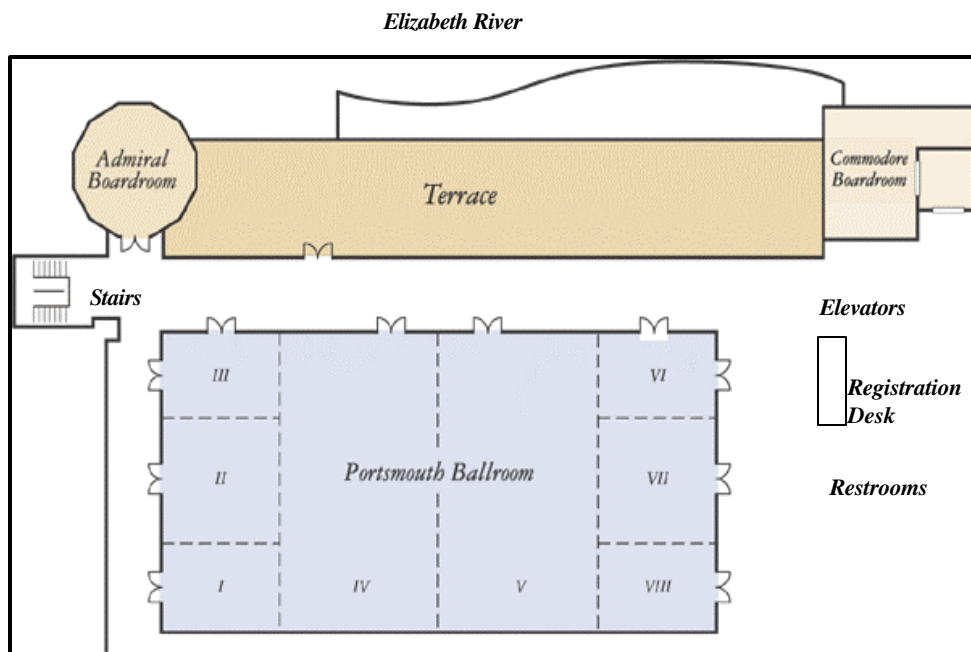 Elizabeth River
Admiral
Boardroom
Terrace
Commodore
Boardroom
Stairs
Elevators
III
VI
Registration
Desk
Portsmouth Ballroom
II
VII
Restrooms
I
IV
V
VIII